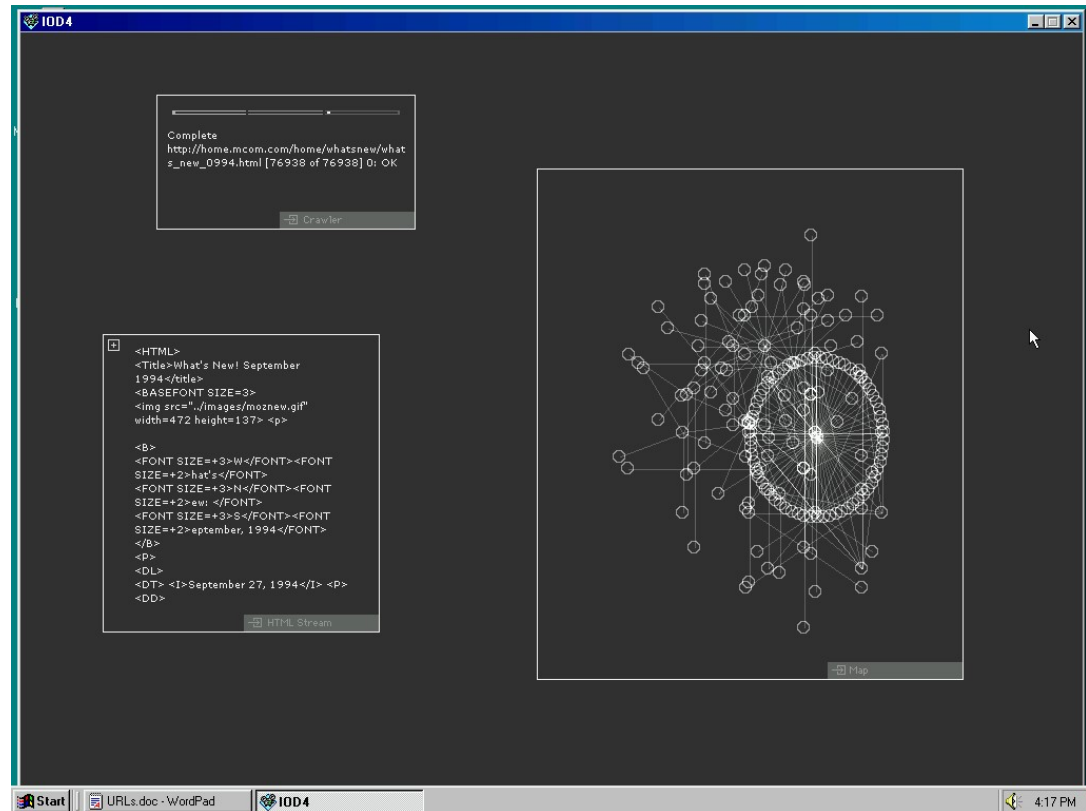 IOD4
Complete
http://home.mcom.com/home/whatsnew/what
s_new_0994.html [76938 of 76938] 0: OK
Crawler
<HTML>
<Title>What's New! September
1994</title>
<BASEFONT SIZE=3>
<img src="../images/moznew.gif"
width=472 height=137> <p>
<B>
<FONT SIZE=+3>W</FONT><FONT
SIZE=+2>hat's</FONT>
<FONT SIZE=+3>N</FONT><FONT
SIZE=+2>ew: </FONT>
<FONT SIZE=+3>S</FONT><FONT
SIZE=+2>eptember, 1994</FONT>
</B>
<P>
<DL>
<DT> <I>September 27, 1994</I> <P>
<DD>
HTML Stream
Map
Start
URLs.doc - WordPad
IOD4
4:17 PM